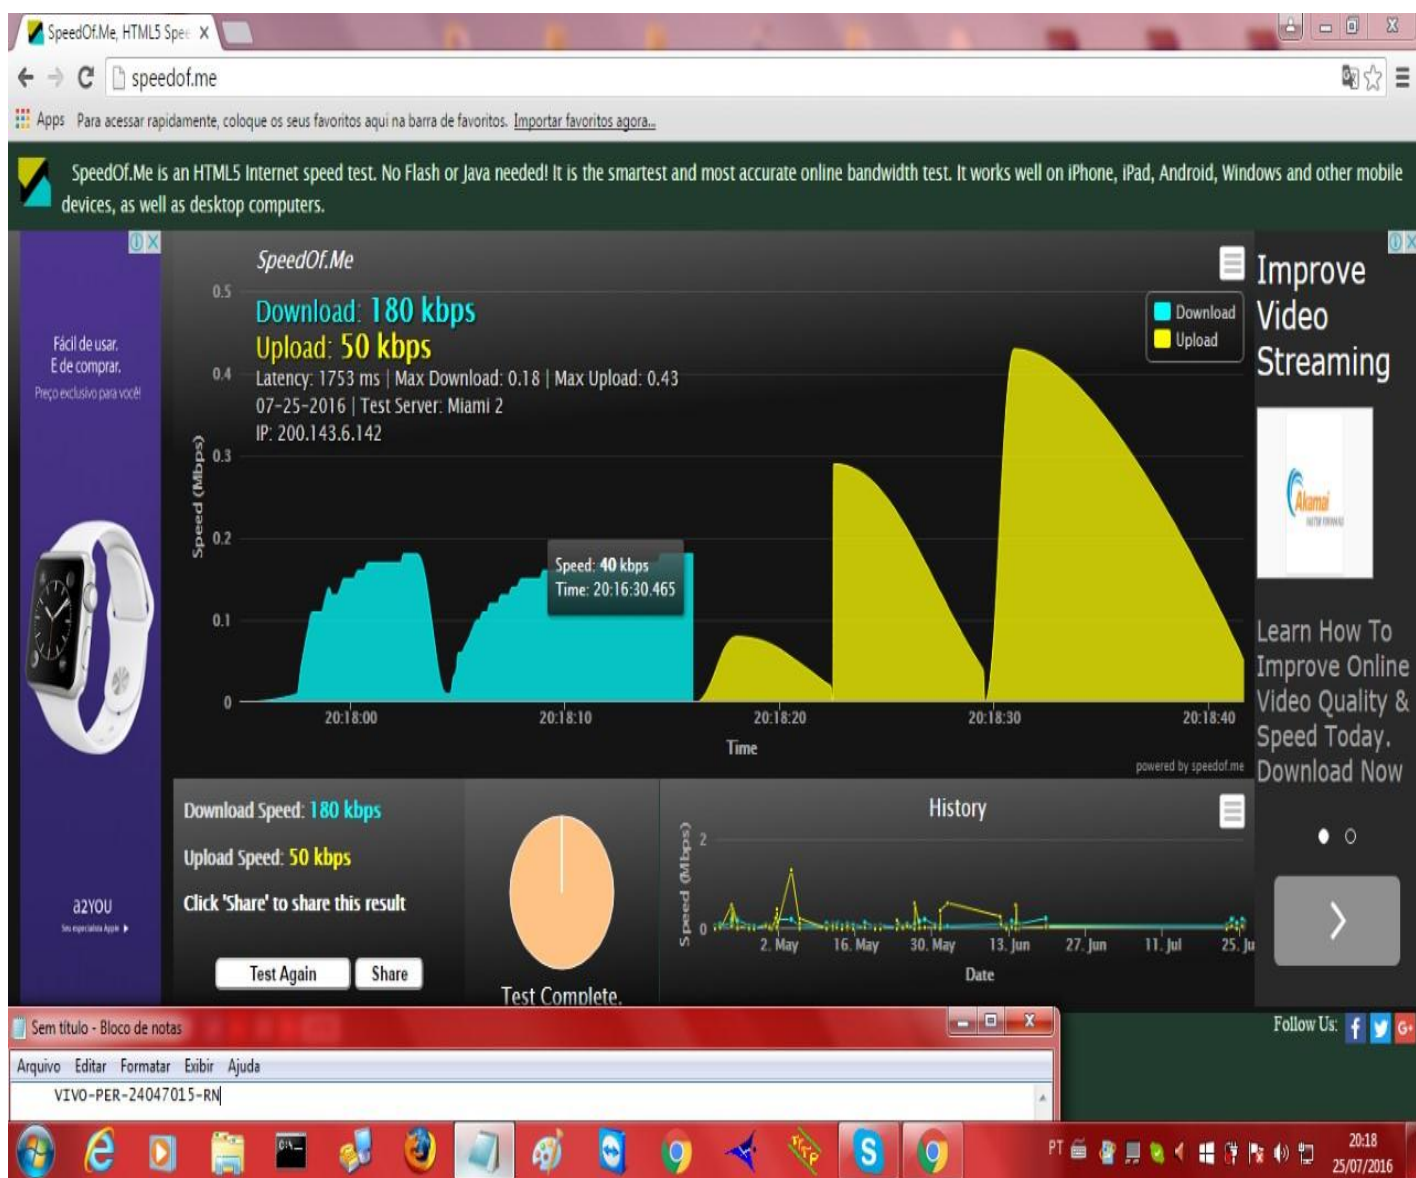 SpeedOf.Me, HTML5 Spee
speedof.me
Apps Para acessar rapidamente, coloque os seus favoritos aqui na barra de favoritos. Importar favoritos agora...
SpeedOf.Me is an HTML5 Internet speed test. No Flash or Java needed! It is the smartest and most accurate online bandwidth test. It works well on iPhone, iPad, Android, Windows and other mobile
devices, as well as desktop computers.
Fácil de usar.
E de comprar.
Preço exclusivo para você!
a2YOU
Seu especialista Apple
SpeedOf.Me
Download: 180 kbps
Upload: 50 kbps
Latency: 1753 ms | Max Download: 0.18 | Max Upload: 0.43
07-25-2016 | Test Server: Miami 2
IP: 200.143.6.142
Download
Upload
Speed (Mbps)
0.5
0.4
0.3
0.2
0.1
0
Speed: 40 kbps
Time: 20:16:30.465
20:18:00 20:18:10 20:18:20 20:18:30 20:18:40
Time
powered by speedof.me
Improve
Video
Streaming
Akamai
Learn How To
Improve Online
Video Quality &
Speed Today.
Download Now
Download Speed: 180 kbps
Upload Speed: 50 kbps
Click 'Share' to share this result
Test Again Share
Test Complete.
History
Speed (Mbps)
2
0
2. May 16. May 30. May 13. Jun 27. Jun 11. Jul 25. Ju
Date
Follow Us:
Sem título - Bloco de notas
Arquivo Editar Formatar Exibir Ajuda
VIVO-PER-24047015-RN
PT
20:18
25/07/2016